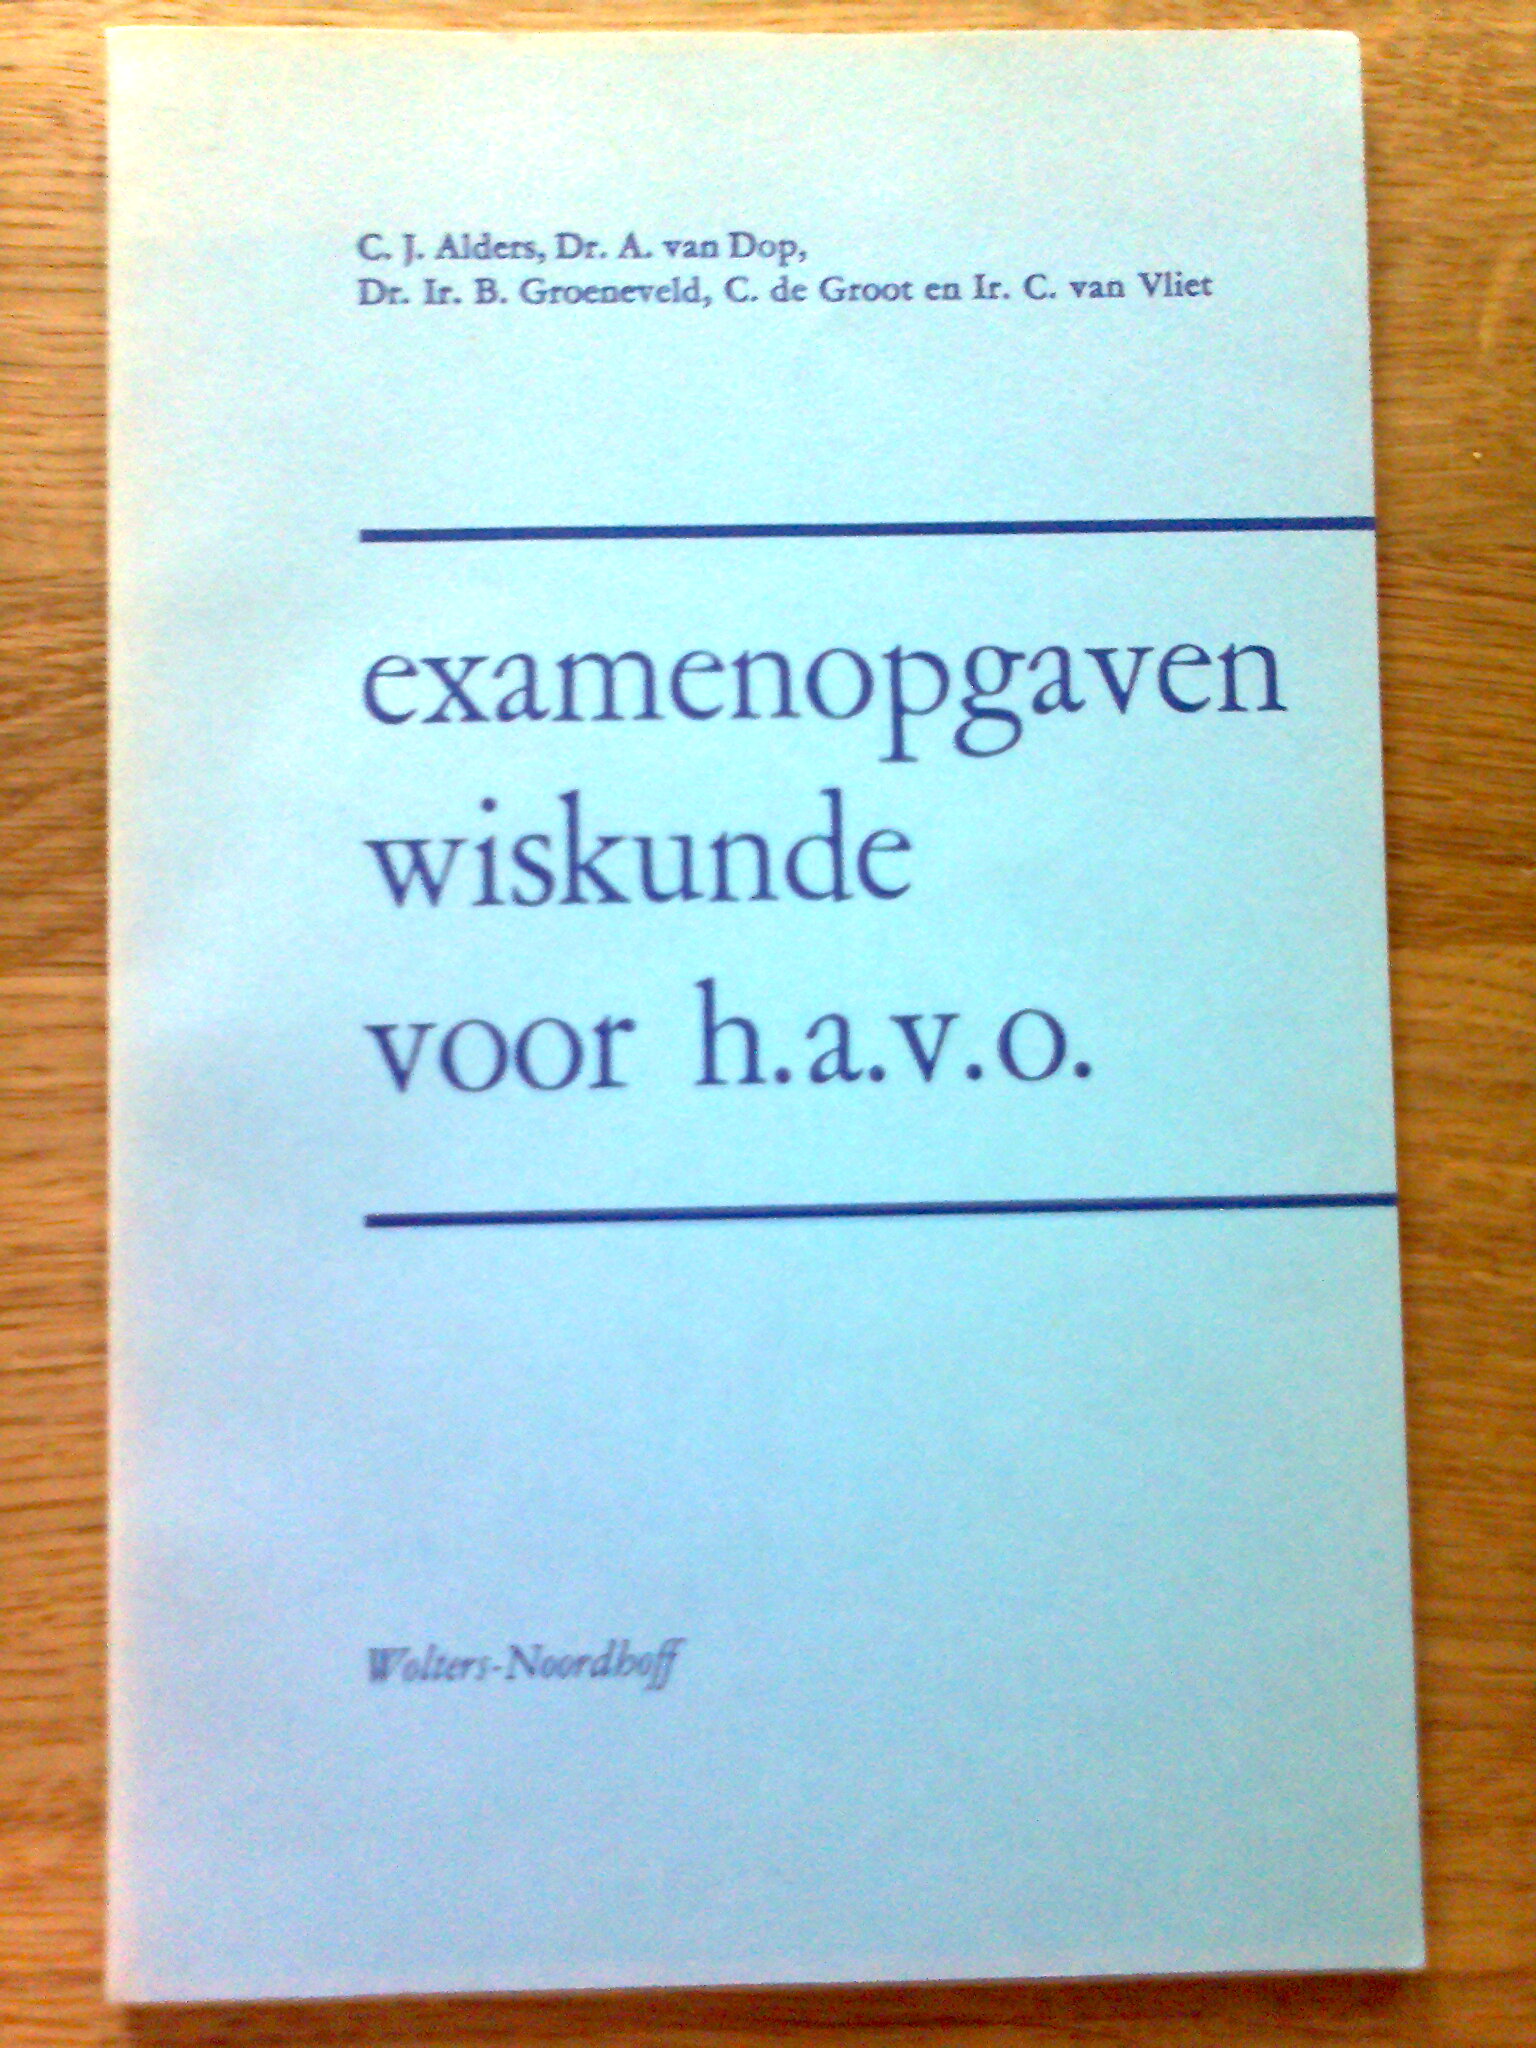 C. J. Alders, Dr. A. van Dop,
Dr. Ir. B. Groeneveld, C. de Groot en Ir. C. van Vliet
examenopgaven
wiskunde
voor h.a.v.o.
Wolters-Noordhoff